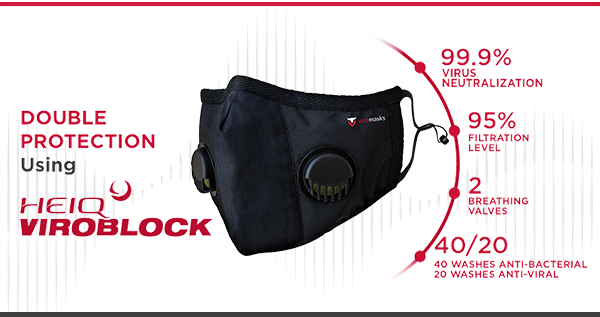 DOUBLE
PROTECTION
Using
HEIQ
VIROBLOCK
masks
99.9%
VIRUS
NEUTRALIZATION
95%
FILTRATION
LEVEL
2
BREATHING
VALVES
40/20
40 WASHES ANTI-BACTERIAL
20 WASHES ANTI-VIRAL